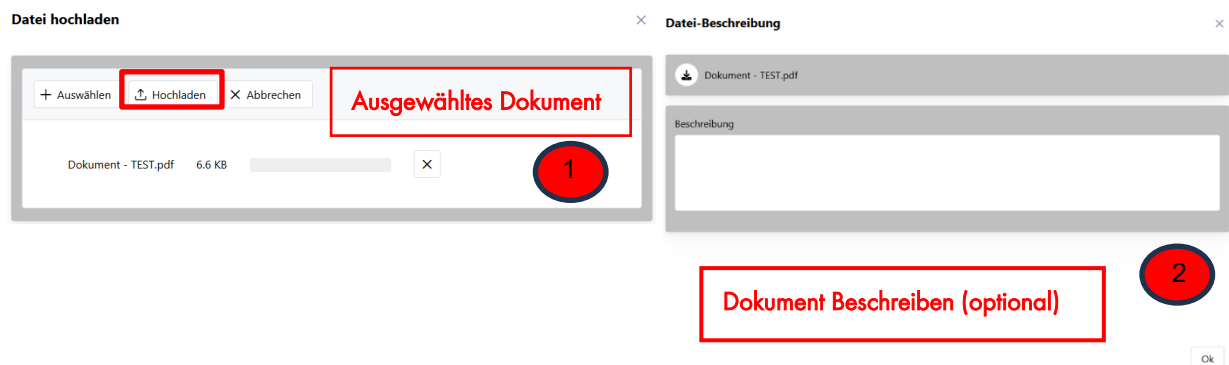 Datei hochladen
+ Auswählen Hochladen X Abbrechen
Ausgewähltes Dokument
Dokument - TEST.pdf 6.6 KB
1
Datei-Beschreibung
Dokument - TEST.pdf
Beschreibung
2
Dokument Beschreiben (optional)
Ok